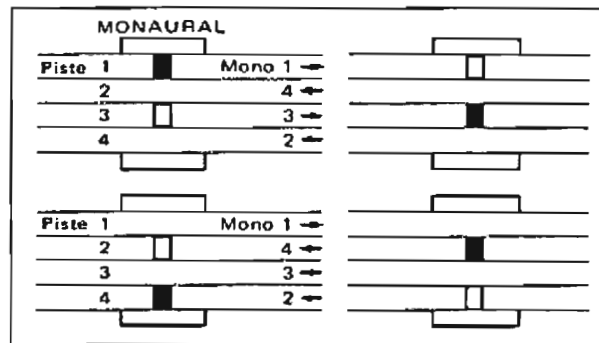 MONAURAL
Piste 1 Mono 1 →
2 4 ←
3 3 →
4 2 ←
Piste 1 Mono 1 →
2 4 ←
3 3 →
4 2 ←